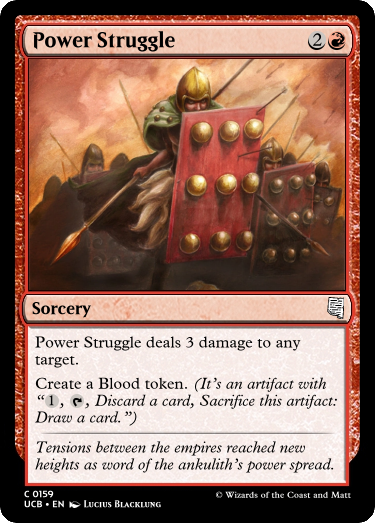 Power Struggle 2
Sorcery
Power Struggle deals 3 damage to any
target.
Create a Blood token. (It's an artifact with
“1, , Discard a card, Sacrifice this artifact:
Draw a card.”)
Tensions between the empires reached new
heights as word of the ankulith's power spread.
C 0159
UCB • EN Lucius Blacklung
© Wizards of the Coast and Matt